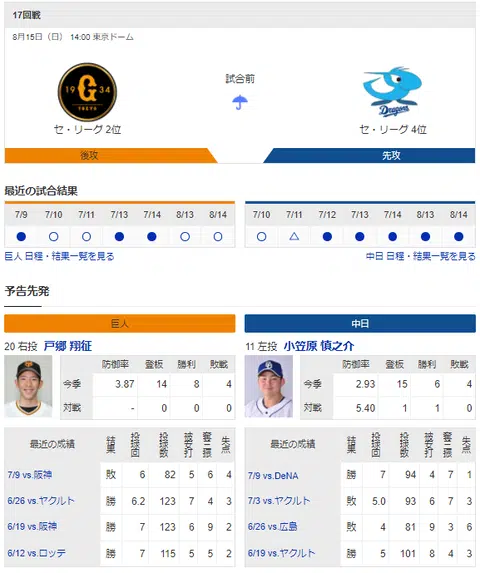 17回戦
8月15日（日） 14:00 東京ドーム
試合前
19 G 34
TOKYO
Dragons
セ・リーグ 2位
セ・リーグ 4位
後攻
先攻
最近の試合結果
7/9 7/10 7/11 7/13 7/14 8/13 8/14
7/10 7/11 7/12 7/13 7/14 8/13 8/14
● ○ ○ ● ● ○ ○
○ △ ● ● ● ● ●
巨人 日程・結果一覧を見る
中日 日程・結果一覧を見る
予告先発
巨人
中日
20 右投 戸郷 翔征
11 左投 小笠原 慎之介
防御率 登板 勝利 敗戦
今季 3.87 14 8 4
対戦 - 0 0 0
防御率 登板 勝利 敗戦
今季 2.93 15 6 4
対戦 5.40 1 1 0
最近の成績 結果 投球回 投球数 被安打 奪三振 失点
7/9 vs.阪神 敗 6 82 5 6 4
6/26 vs.ヤクルト 勝 6.2 123 7 4 3
6/19 vs.阪神 勝 7 123 6 9 2
6/12 vs.ロッテ 勝 7 115 5 5 2
最近の成績 結果 投球回 投球数 被安打 奪三振 失点
7/9 vs.DeNA 勝 7 94 4 7 1
7/3 vs.ヤクルト 勝 5.0 93 6 7 3
6/26 vs.広島 敗 4 81 9 3 6
6/19 vs.ヤクルト 勝 5 101 8 4 3